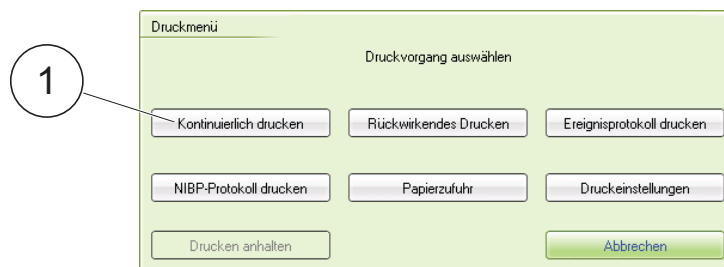 Druckmenü
Druckvorgang auswählen
1
Kontinuierlich drucken
Rückwirkendes Drucken
Ereignisprotokoll drucken
NIBP-Protokoll drucken
Papierzufuhr
Druckeinstellungen
Drucken anhalten
Abbrechen